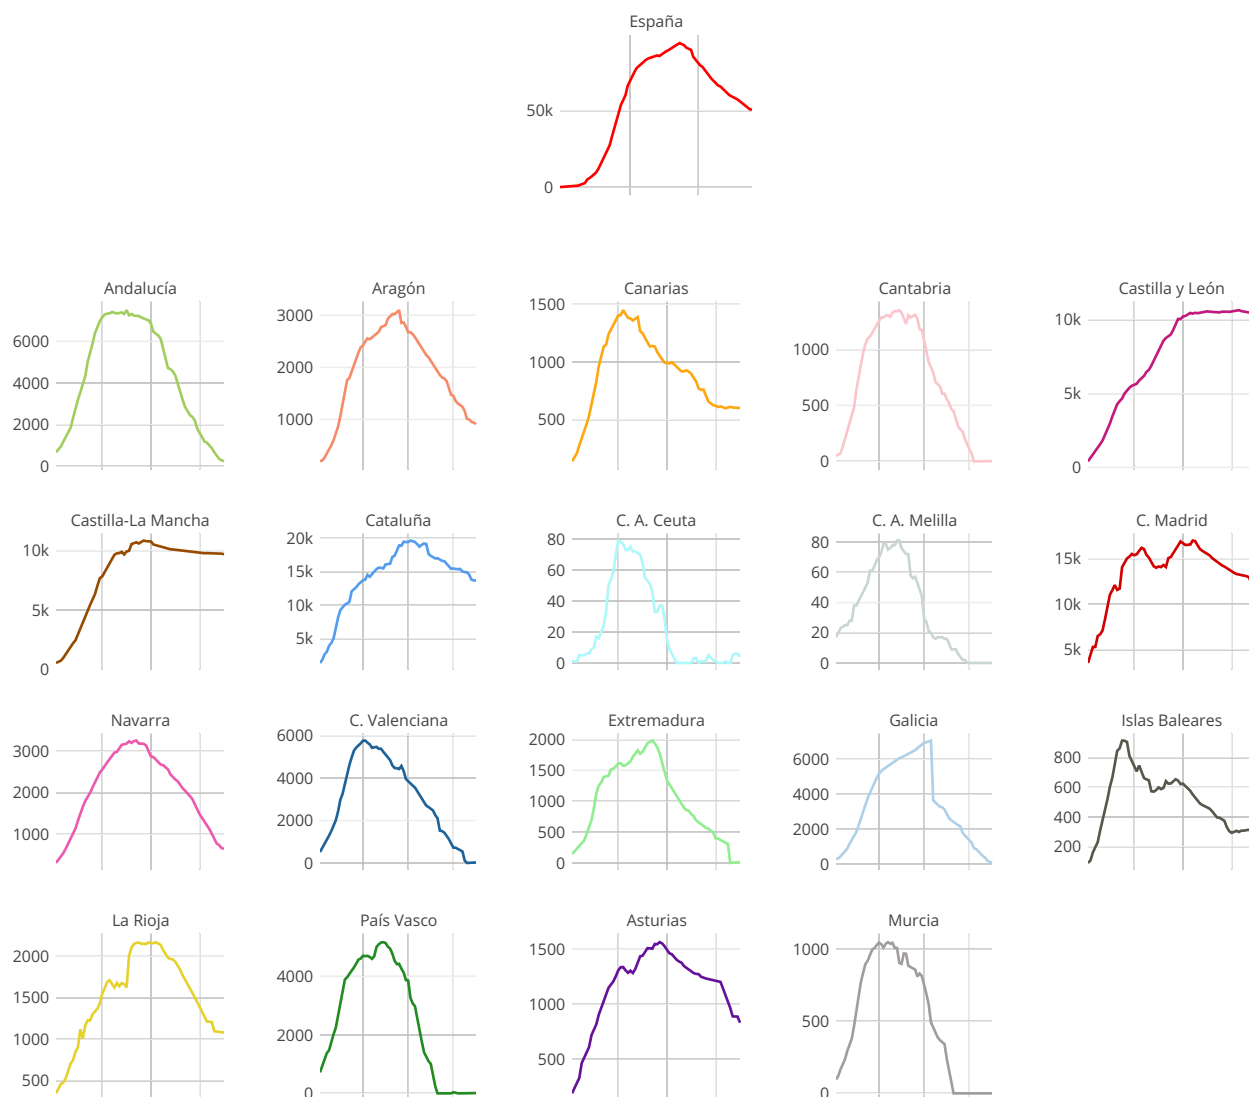 España
50k
0
Andalucía
Aragón
Canarias
Cantabria
Castilla y León
6000
4000
2000
0
3000
2000
1000
1500
1000
500
1000
500
0
10k
5k
0
Castilla-La Mancha
Cataluña
C. A. Ceuta
C. A. Melilla
C. Madrid
10k
5k
0
20k
15k
10k
5k
80
60
40
20
0
80
60
40
20
0
15k
10k
5k
Navarra
C. Valenciana
Extremadura
Galicia
Islas Baleares
3000
2000
1000
6000
4000
2000
0
2000
1500
1000
500
0
6000
4000
2000
0
800
600
400
200
La Rioja
País Vasco
Asturias
Murcia
2000
1500
1000
500
4000
2000
0
1500
1000
500
1000
500
0